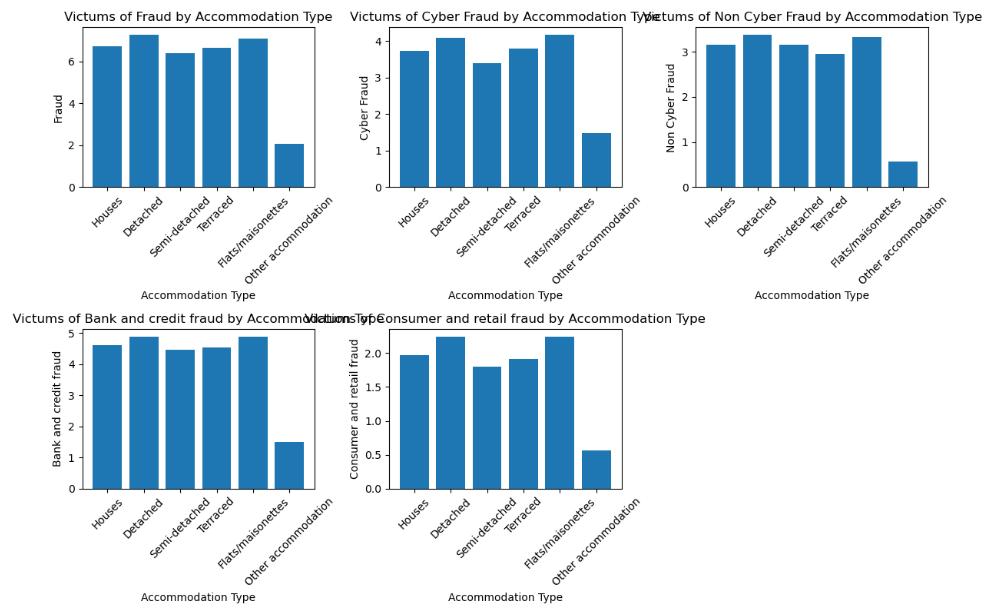 Victums of Fraud by Accommodation Type
Fraud
0
2
4
6
Houses
Detached
Semi-detached
Terraced
Flats/maisonettes
Other accommodation
Accommodation Type
Victums of Cyber Fraud by Accommodation Type
Cyber Fraud
0
1
2
3
4
Houses
Detached
Semi-detached
Terraced
Flats/maisonettes
Other accommodation
Accommodation Type
Victums of Non Cyber Fraud by Accommodation Type
Non Cyber Fraud
0
1
2
3
Houses
Detached
Semi-detached
Terraced
Flats/maisonettes
Other accommodation
Accommodation Type
Victums of Bank and credit fraud by Accommodation Type
Bank and credit fraud
0
1
2
3
4
5
Houses
Detached
Semi-detached
Terraced
Flats/maisonettes
Other accommodation
Accommodation Type
Victums of Consumer and retail fraud by Accommodation Type
Consumer and retail fraud
0.0
0.5
1.0
1.5
2.0
Houses
Detached
Semi-detached
Terraced
Flats/maisonettes
Other accommodation
Accommodation Type